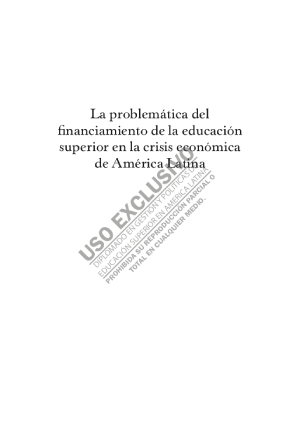 La problemática del
financiamiento de la educación
superior en la crisis económica
de América Latina
USO EXCLUSIVO
DIPLOMADO EN GESTIÓN Y POLÍTICAS DE
EDUCACIÓN SUPERIOR EN AMÉRICA LATINA
PROHIBIDA SU REPRODUCCIÓN PARCIAL O
TOTAL EN CUALQUIER MEDIO.